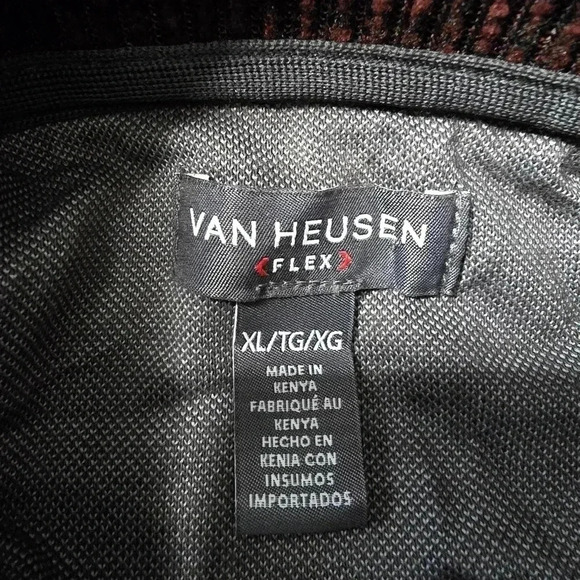 VAN HEUSEN
FLEX
XL/TG/XG
MADE IN
KENYA
FABRIQUÉ AU
KENYA
HECHO EN
KENIA CON
INSUMOS
IMPORTADOS